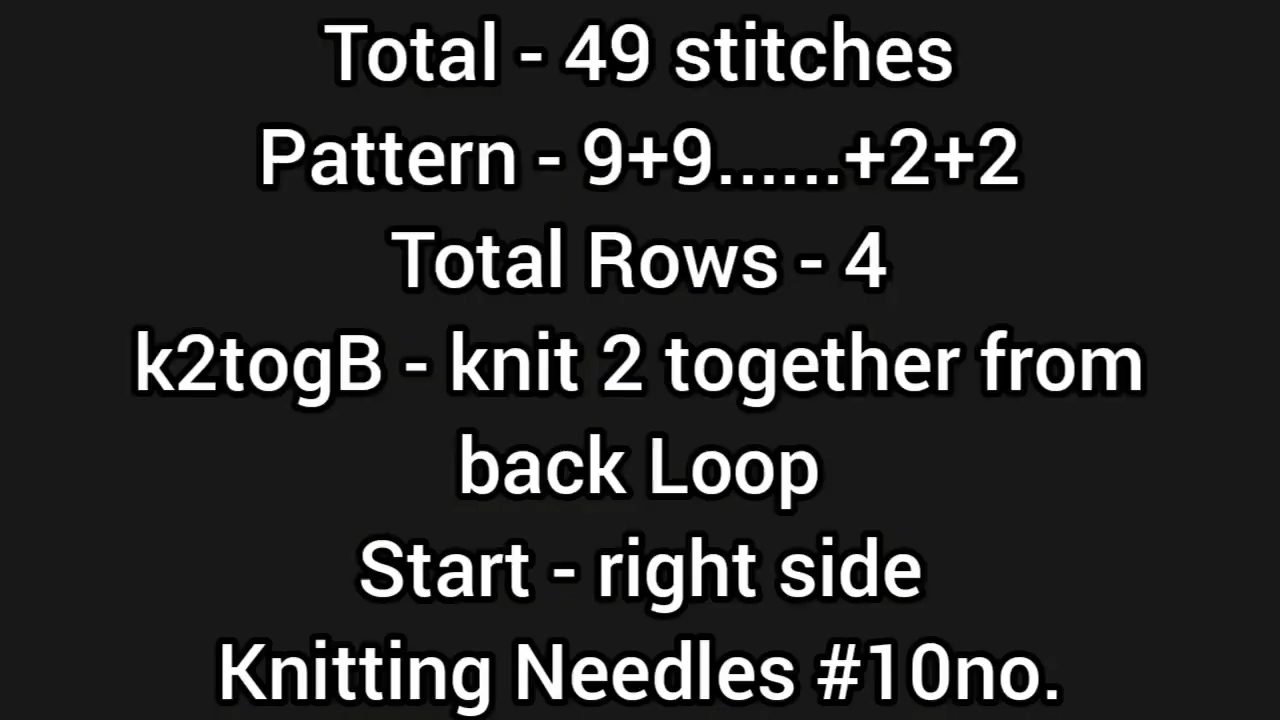 Total - 49 stitches
Pattern - 9+9......+2+2
Total Rows - 4
k2togB - knit 2 together from
back Loop
Start - right side
Knitting Needles #10no.